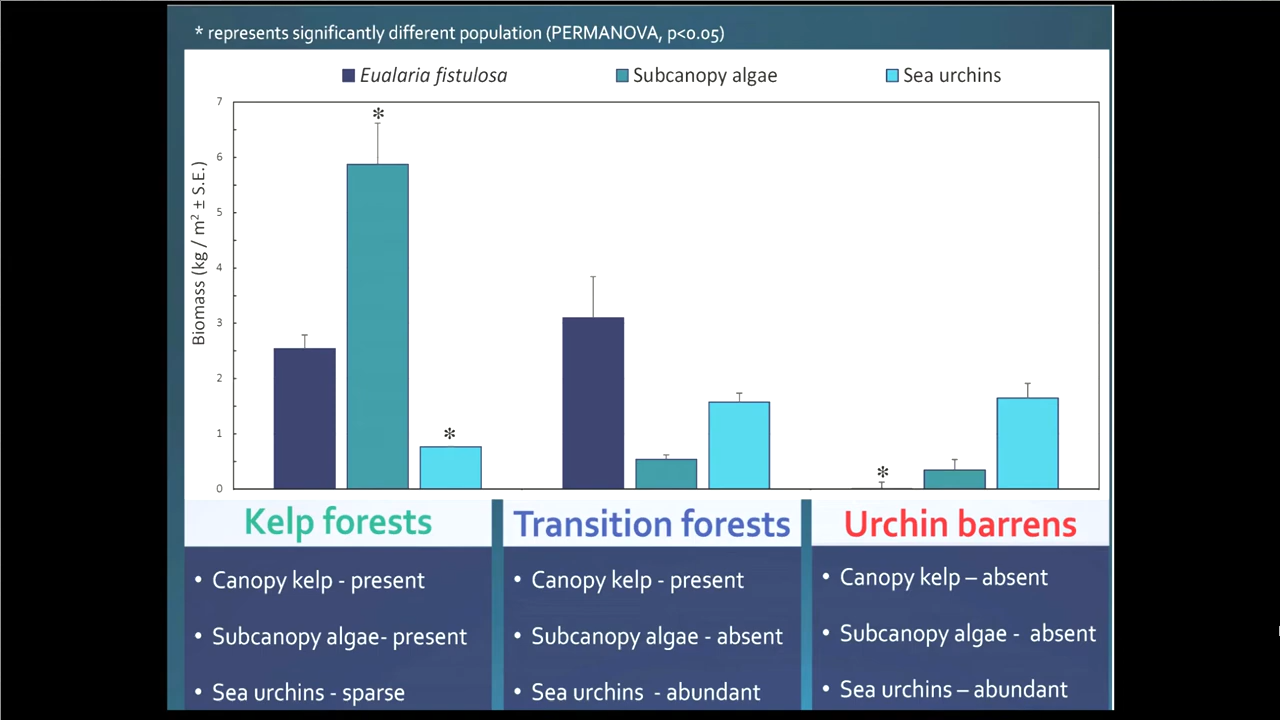 * represents significantly different population (PERMANOVA, p<0.05)
Eualaria fistulosa
Subcanopy algae
Sea urchins
Biomass (kg / m² ± S.E.)
7
6
5
4
3
2
1
0
*
*
*
Kelp forests
• Canopy kelp - present
• Subcanopy algae- present
• Sea urchins - sparse
Transition forests
• Canopy kelp - present
• Subcanopy algae - absent
• Sea urchins - abundant
Urchin barrens
• Canopy kelp – absent
• Subcanopy algae - absent
• Sea urchins – abundant